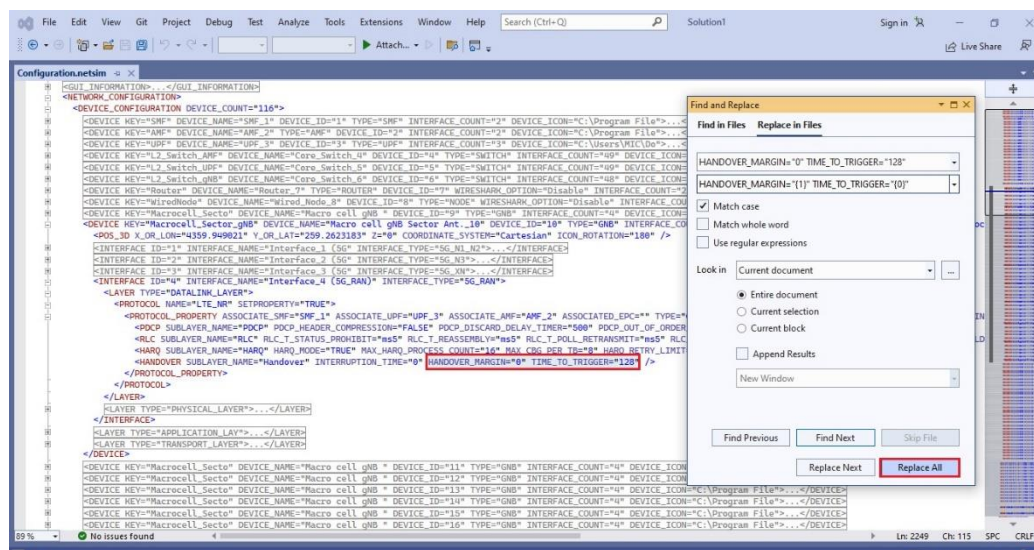 File Edit View Git Project Debug Test Analyze Tools Extensions Window Help Search (Ctrl+Q) Solution1 Sign in
Attach... Live Share
Configuration.netsim
<GUI_INFORMATION>...</GUI_INFORMATION>
<NETWORK_CONFIGURATION>
<DEVICE_CONFIGURATION DEVICE_COUNT="116">
<DEVICE KEY="SMF" DEVICE_NAME="SMF_1" DEVICE_ID="1" TYPE="SMF" INTERFACE_COUNT="2" DEVICE_ICON="C:\Program File">...<
<DEVICE KEY="AMF" DEVICE_NAME="AMF_2" TYPE="AMF" DEVICE_ID="2" INTERFACE_COUNT="2" DEVICE_ICON="C:\Program File">...<
<DEVICE KEY="UPF" DEVICE_NAME="UPF_3" DEVICE_ID="3" TYPE="UPF" INTERFACE_COUNT="3" DEVICE_ICON="C:\Users\MIC\Do">...<
<DEVICE KEY="L2_Switch_AMF" DEVICE_NAME="Core_Switch_4" DEVICE_ID="4" TYPE="SWITCH" INTERFACE_COUNT="49" DEVICE_ICON=
<DEVICE KEY="L2_Switch_UPF" DEVICE_NAME="Core_Switch_5" DEVICE_ID="5" TYPE="SWITCH" INTERFACE_COUNT="49" DEVICE_ICON=
<DEVICE KEY="L2_Switch_gNB" DEVICE_NAME="Core_Switch_6" DEVICE_ID="6" TYPE="SWITCH" INTERFACE_COUNT="48" DEVICE_ICON=
<DEVICE KEY="Router" DEVICE_NAME="Router_7" TYPE="ROUTER" DEVICE_ID="7" WIRESHARK_OPTION="Disable" INTERFACE_COUNT="2
<DEVICE KEY="WiredNode" DEVICE_NAME="Wired_Node_8" DEVICE_ID="8" TYPE="NODE" WIRESHARK_OPTION="Disable" INTERFACE_COU
<DEVICE KEY="Macrocell_Secto" DEVICE_NAME="Macro cell gNB " DEVICE_ID="9" TYPE="GNB" INTERFACE_COUNT="4" DEVICE_ICON=
<DEVICE KEY="Macrocell_Sector_gNB" DEVICE_NAME="Macro cell gNB Sector Ant._10" DEVICE_ID="10" TYPE="GNB" INTERFACE_CO
<POS_3D X_OR_LON="4359.949021" Y_OR_LAT="259.2623183" Z="0" COORDINATE_SYSTEM="Cartesian" ICON_ROTATION="180" />
<INTERFACE ID="1" INTERFACE_NAME="Interface_1 (5G" INTERFACE_TYPE="5G_N1_N2">...</INTERFACE>
<INTERFACE ID="2" INTERFACE_NAME="Interface_2 (5G" INTERFACE_TYPE="5G_N3">...</INTERFACE>
<INTERFACE ID="3" INTERFACE_NAME="Interface_3 (5G" INTERFACE_TYPE="5G_XN">...</INTERFACE>
<INTERFACE ID="4" INTERFACE_NAME="Interface_4 (5G_RAN)" INTERFACE_TYPE="5G_RAN">
<LAYER TYPE="DATALINK_LAYER">
<PROTOCOL NAME="LTE_NR" SETPROPERTY="TRUE">
<PROTOCOL_PROPERTY ASSOCIATE_SMF="SMF_1" ASSOCIATE_UPF="UPF_3" ASSOCIATE_AMF="AMF_2" ASSOCIATED_EPC="" TYPE="
<PDCP SUBLAYER_NAME="PDCP" PDCP_HEADER_COMPRESSION="FALSE" PDCP_DISCARD_DELAY_TIMER="500" PDCP_OUT_OF_ORDER
<RLC SUBLAYER_NAME="RLC" RLC_T_STATUS_PROHIBIT="ms5" RLC_T_REASSEMBLY="ms5" RLC_T_POLL_RETRANSMIT="ms5" RLC
<HARQ SUBLAYER_NAME="HARQ" HARQ_MODE="TRUE" MAX_HARQ_PROCESS_COUNT="16" MAX_CBG_PER_TB="8" HARQ_RETRY_LIMIT
<HANDOVER SUBLAYER_NAME="Handover" INTERRUPTION_TIME="0" HANDOVER_MARGIN="0" TIME_TO_TRIGGER="128" />
</PROTOCOL_PROPERTY>
</PROTOCOL>
</LAYER>
<LAYER TYPE="PHYSICAL_LAYER">...</LAYER>
</INTERFACE>
<LAYER TYPE="APPLICATION_LAY">...</LAYER>
<LAYER TYPE="TRANSPORT_LAYER">...</LAYER>
</DEVICE>
<DEVICE KEY="Macrocell_Secto" DEVICE_NAME="Macro cell gNB " DEVICE_ID="11" TYPE="GNB" INTERFACE_COUNT="4" DEVICE_ICON
<DEVICE KEY="Macrocell_Secto" DEVICE_NAME="Macro cell gNB " DEVICE_ID="12" TYPE="GNB" INTERFACE_COUNT="4" DEVICE_ICON
<DEVICE KEY="Macrocell_Secto" DEVICE_NAME="Macro cell gNB " DEVICE_ID="13" TYPE="GNB" INTERFACE_COUNT="4" DEVICE_ICON="C:\Program File">...</DEVICE>
<DEVICE KEY="Macrocell_Secto" DEVICE_NAME="Macro cell gNB " DEVICE_ID="14" TYPE="GNB" INTERFACE_COUNT="4" DEVICE_ICON="C:\Program File">...</DEVICE>
<DEVICE KEY="Macrocell_Secto" DEVICE_NAME="Macro cell gNB " DEVICE_ID="15" TYPE="GNB" INTERFACE_COUNT="4" DEVICE_ICON="C:\Program File">...</DEVICE>
<DEVICE KEY="Macrocell_Secto" DEVICE_NAME="Macro cell gNB " DEVICE_ID="16" TYPE="GNB" INTERFACE_COUNT="4" DEVICE_ICON="C:\Program File">...</DEVICE>
Find and Replace
Find in Files Replace in Files
HANDOVER_MARGIN="0" TIME_TO_TRIGGER="128"
HANDOVER_MARGIN="{1}" TIME_TO_TRIGGER="{0}"
Match case
Match whole word
Use regular expressions
Look in Current document ...
Entire document
Current selection
Current block
Append Results
New Window
Find Previous Find Next Skip File
Replace Next Replace All
89 % No issues found Ln: 2249 Ch: 115 SPC CRLF